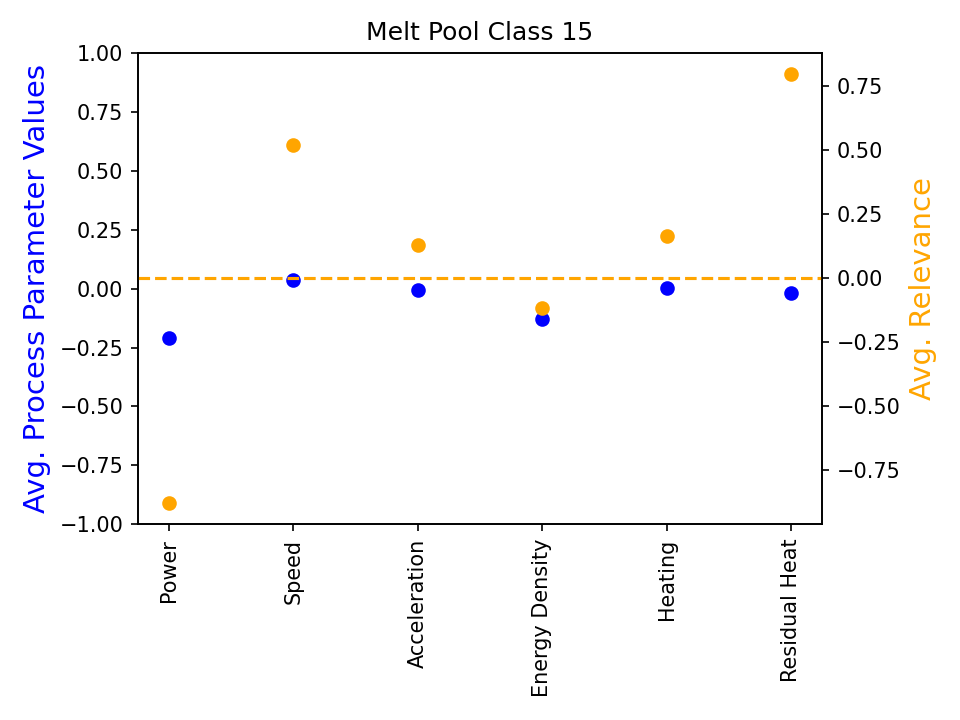 Melt Pool Class 15
Avg. Process Parameter Values
1.00
0.75
0.50
0.25
0.00
−0.25
−0.50
−0.75
−1.00
0.75
0.50
0.25
0.00
−0.25
−0.50
−0.75
Avg. Relevance
Power
Speed
Acceleration
Energy Density
Heating
Residual Heat